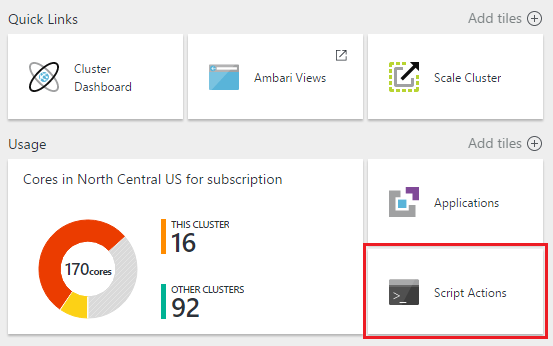 Quick Links
Add tiles
Cluster
Dashboard
Ambari Views
Scale Cluster
Usage
Add tiles
Cores in North Central US for subscription
170cores
THIS CLUSTER
16
OTHER CLUSTERS
92
Applications
>_
Script Actions